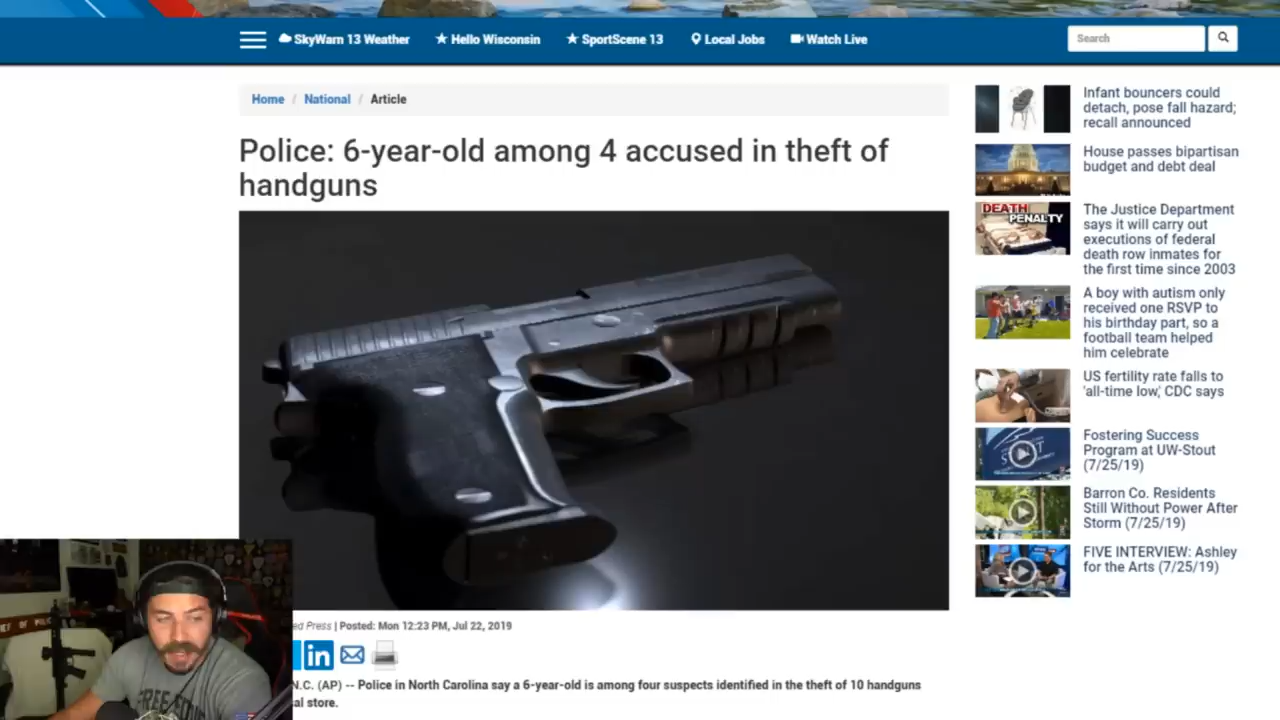 SkyWarn 13 Weather
Hello Wisconsin
SportScene 13
Local Jobs
Watch Live
Search
Home / National / Article
Police: 6-year-old among 4 accused in theft of
handguns
ed Press | Posted: Mon 12:23 PM, Jul 22, 2019
in
N.C. (AP) -- Police in North Carolina say a 6-year-old is among four suspects identified in the theft of 10 handguns
al store.
Infant bouncers could
detach, pose fall hazard;
recall announced
House passes bipartisan
budget and debt deal
DEATH
PENALTY
The Justice Department
says it will carry out
executions of federal
death row inmates for
the first time since 2003
A boy with autism only
received one RSVP to
his birthday part, so a
football team helped
him celebrate
US fertility rate falls to
'all-time low,' CDC says
Fostering Success
Program at UW-Stout
(7/25/19)
Barron Co. Residents
Still Without Power After
Storm (7/25/19)
FIVE INTERVIEW: Ashley
for the Arts (7/25/19)